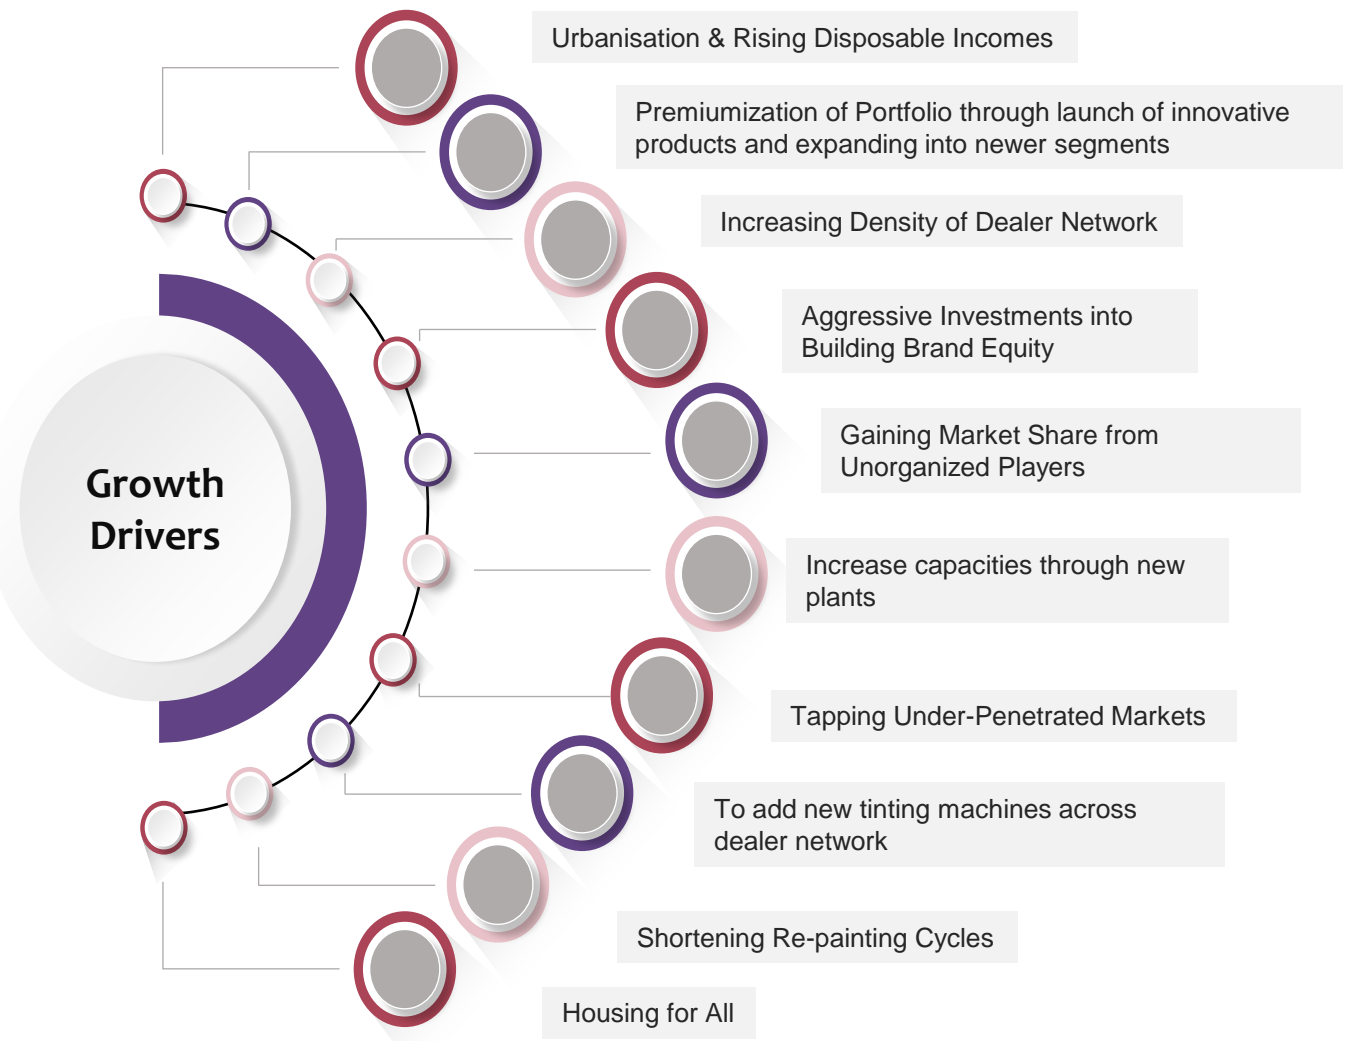 Urbanisation & Rising Disposable Incomes
Premiumization of Portfolio through launch of innovative
products and expanding into newer segments
Increasing Density of Dealer Network
Aggressive Investments into
Building Brand Equity
Gaining Market Share from
Unorganized Players
Growth
Drivers
Increase capacities through new
plants
Tapping Under-Penetrated Markets
To add new tinting machines across
dealer network
Shortening Re-painting Cycles
Housing for All